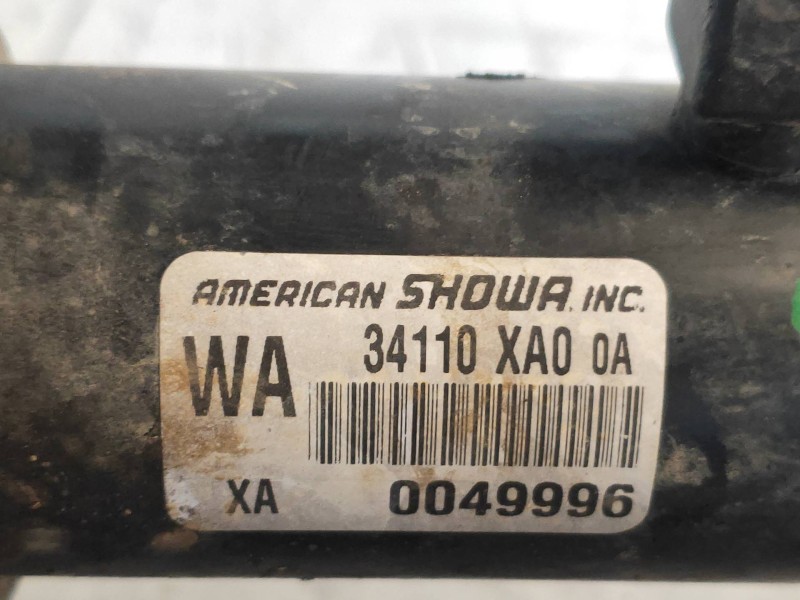 AMERICAN SHOWA, INC.
WA 34110 XA0 0A
XA 0049996